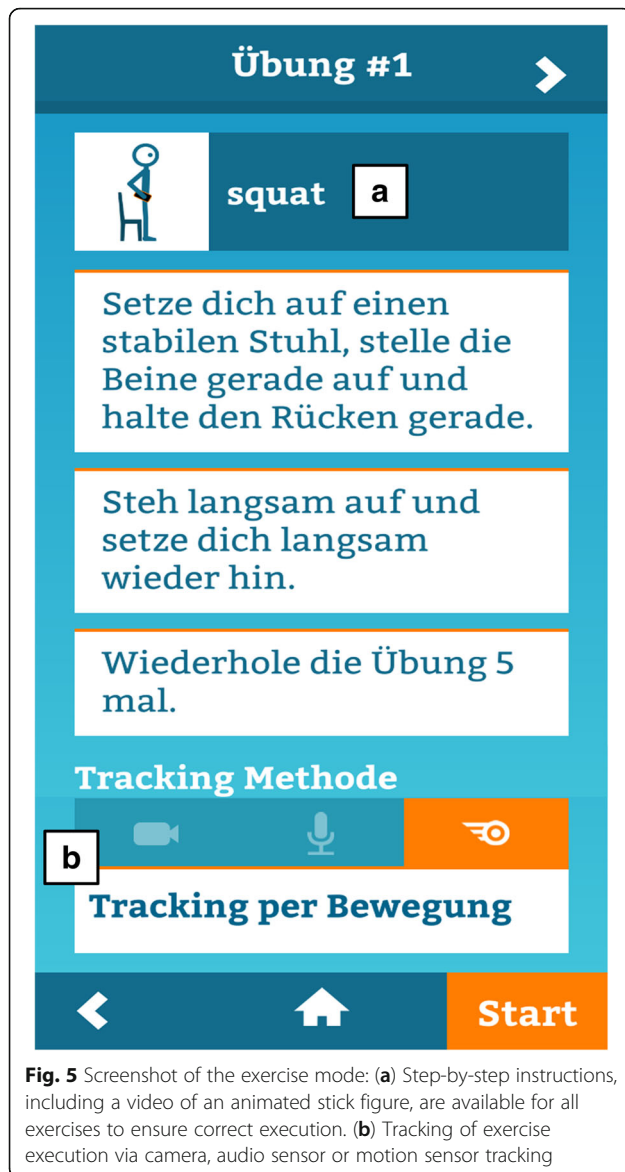 Übung #1
squat
a
Setze dich auf einen
stabilen Stuhl, stelle die
Beine gerade auf und
halte den Rücken gerade.
Steh langsam auf und
setze dich langsam
wieder hin.
Wiederhole die Übung 5
mal.
Tracking Methode
b
Tracking per Bewegung
Start
Fig. 5 Screenshot of the exercise mode: (a) Step-by-step instructions,
including a video of an animated stick figure, are available for all
exercises to ensure correct execution. (b) Tracking of exercise
execution via camera, audio sensor or motion sensor tracking